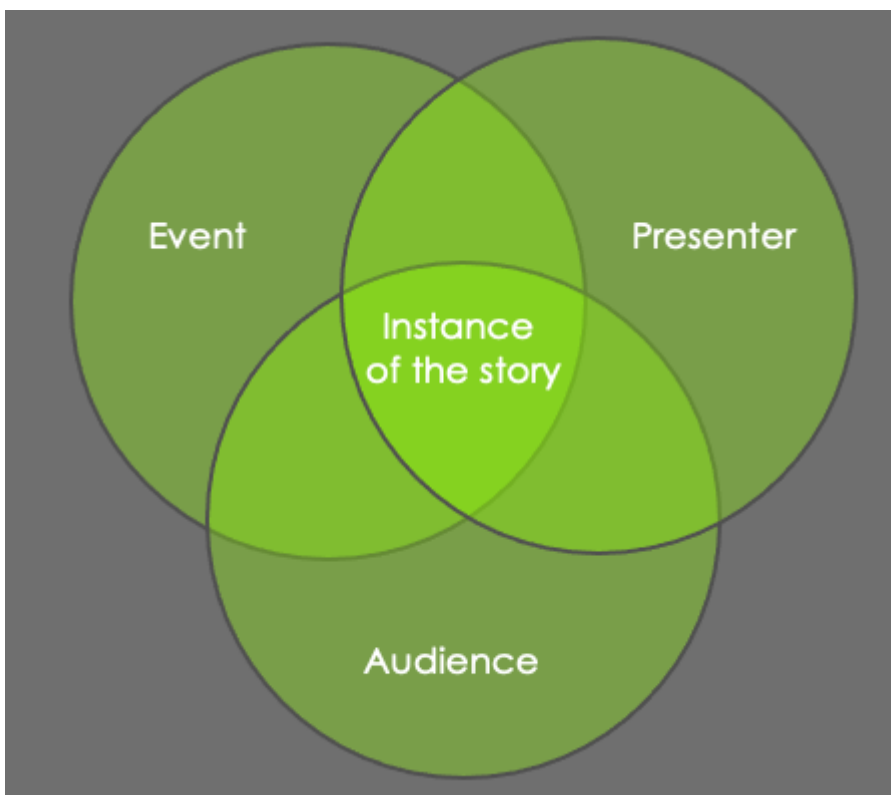 Event
Presenter
Instance
of the story
Audience